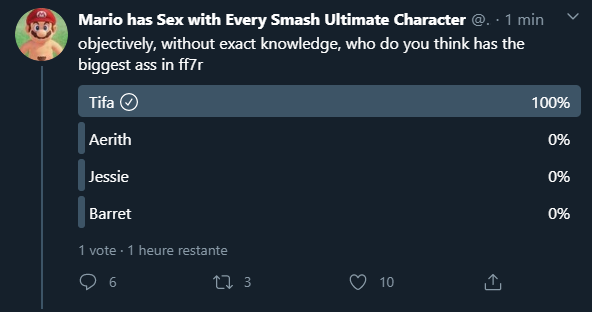 Mario has Sex with Every Smash Ultimate Character @. · 1 min
objectively, without exact knowledge, who do you think has the
biggest ass in ff7r
Tifa 100%
Aerith 0%
Jessie 0%
Barret 0%
1 vote · 1 heure restante
6 3 10